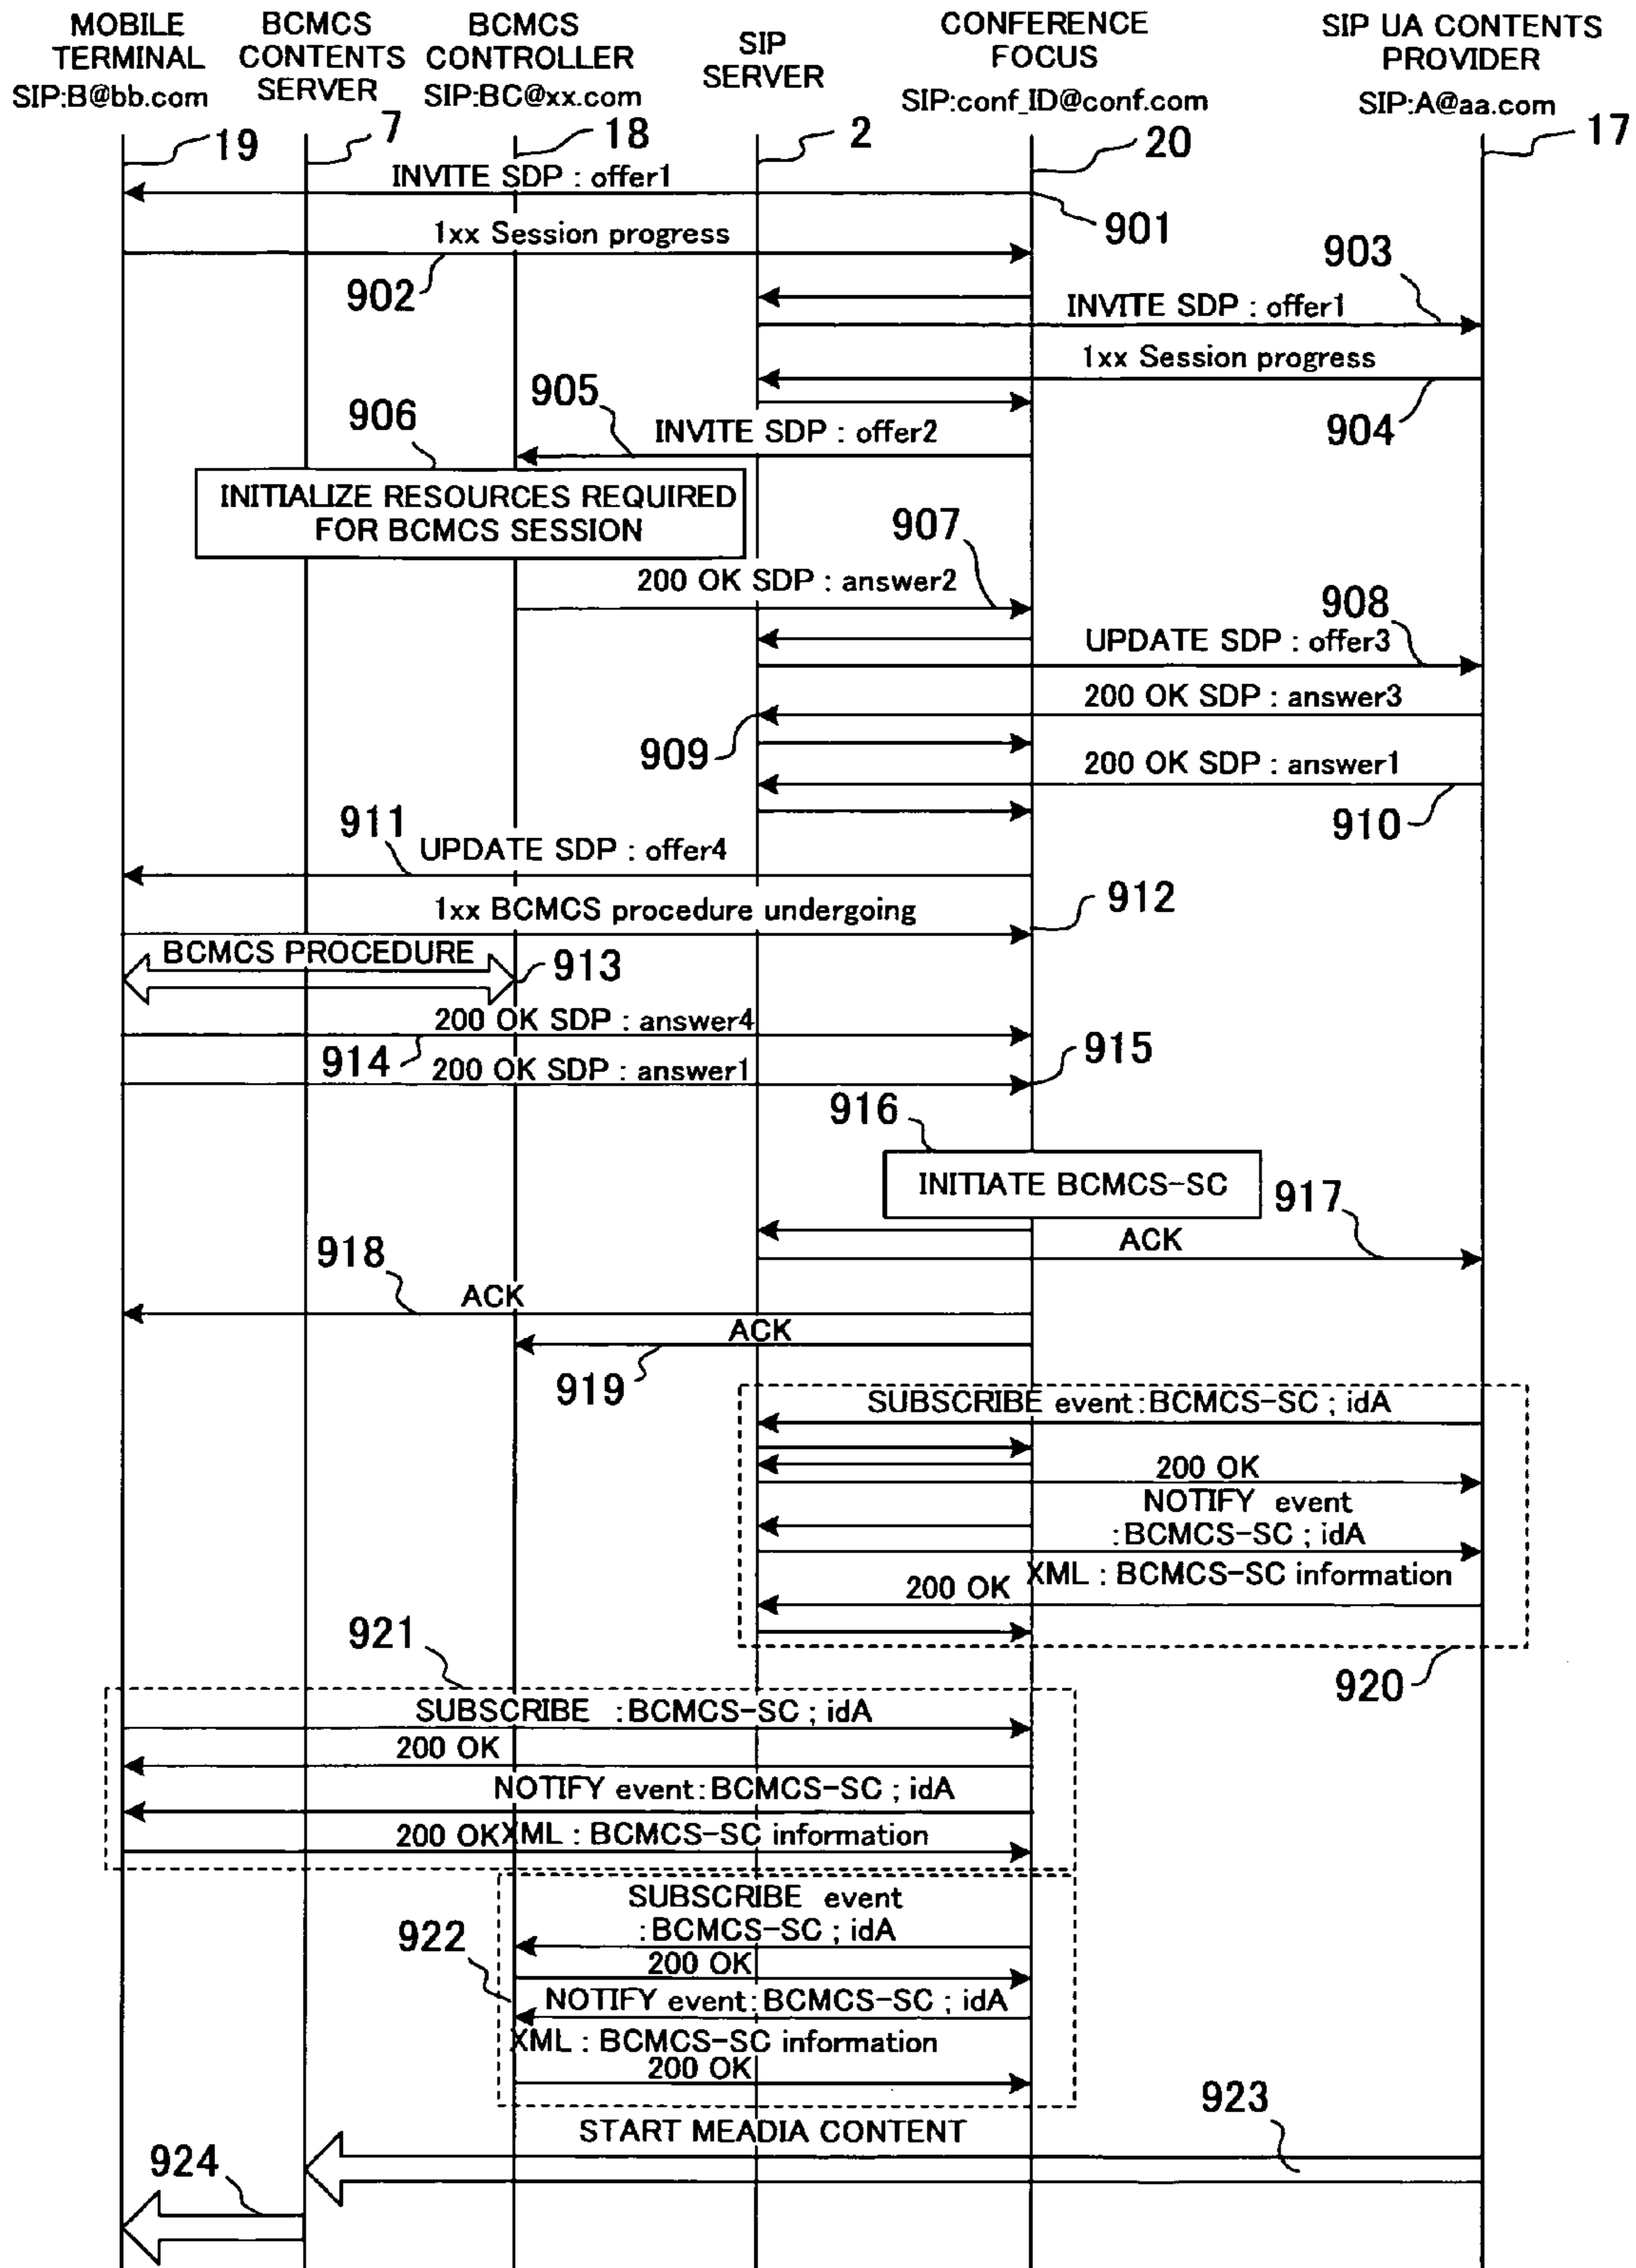 MOBILE
TERMINAL
SIP:B@bb.com
BCMCS
CONTENTS
SERVER
BCMCS
CONTROLLER
SIP:BC@xx.com
SIP
SERVER
CONFERENCE
FOCUS
SIP:conf_ID@conf.com
SIP UA CONTENTS
PROVIDER
SIP:A@aa.com
19
7
18
2
20
17
INVITE SDP : offer1
901
1xx Session progress
902
903
INVITE SDP : offer1
1xx Session progress
904
905
INVITE SDP : offer2
906
INITIALIZE RESOURCES REQUIRED
FOR BCMCS SESSION
907
200 OK SDP : answer2
908
UPDATE SDP : offer3
200 OK SDP : answer3
909
200 OK SDP : answer1
910
911
UPDATE SDP : offer4
912
1xx BCMCS procedure undergoing
BCMCS PROCEDURE
913
200 OK SDP : answer4
914
915
200 OK SDP : answer1
916
INITIATE BCMCS-SC
917
ACK
918
ACK
ACK
919
SUBSCRIBE event:BCMCS-SC ; idA
200 OK
NOTIFY event
:BCMCS-SC ; idA
XML : BCMCS-SC information
200 OK
920
921
SUBSCRIBE :BCMCS-SC ; idA
200 OK
NOTIFY event:BCMCS-SC ; idA
200 OK XML : BCMCS-SC information
SUBSCRIBE event
:BCMCS-SC ; idA
922
200 OK
NOTIFY event:BCMCS-SC ; idA
XML : BCMCS-SC information
200 OK
923
START MEADIA CONTENT
924